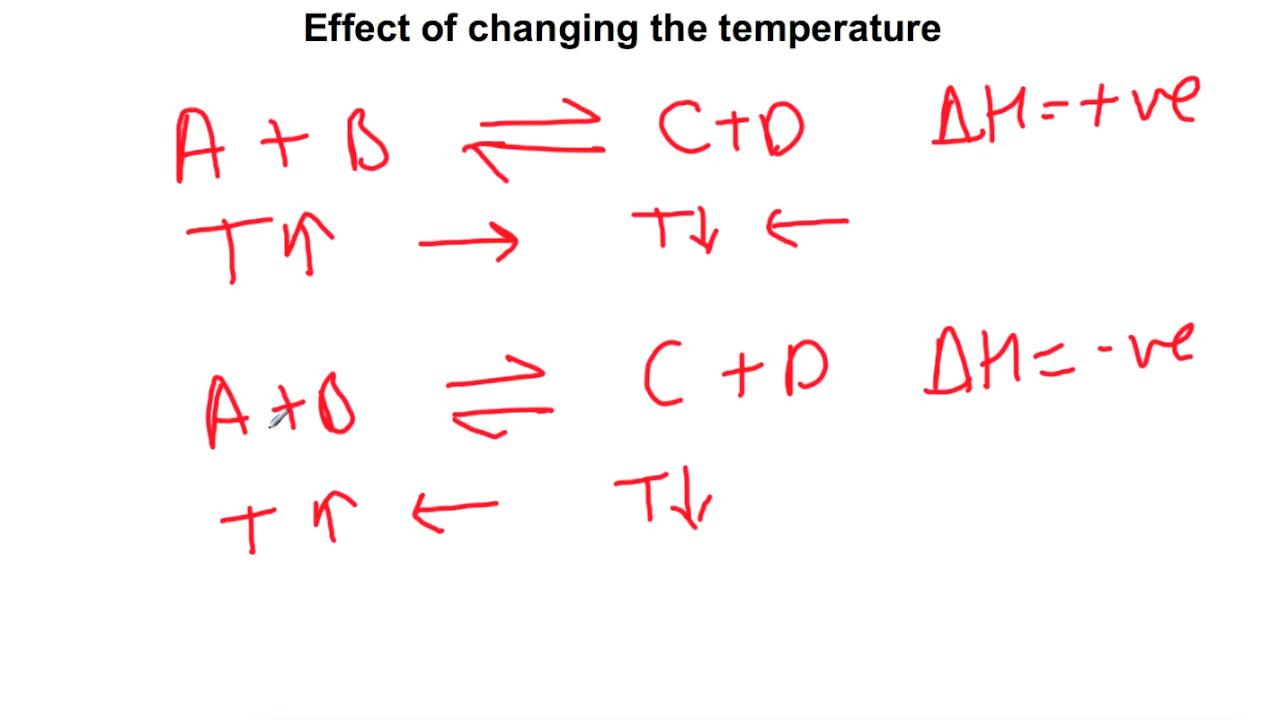 Effect of changing the temperature
A + B ⇌ C + D ΔH = +ve
T↑ → T↓ ←
A + B ⇌ C + D ΔH = -ve
T↑ ← T↓